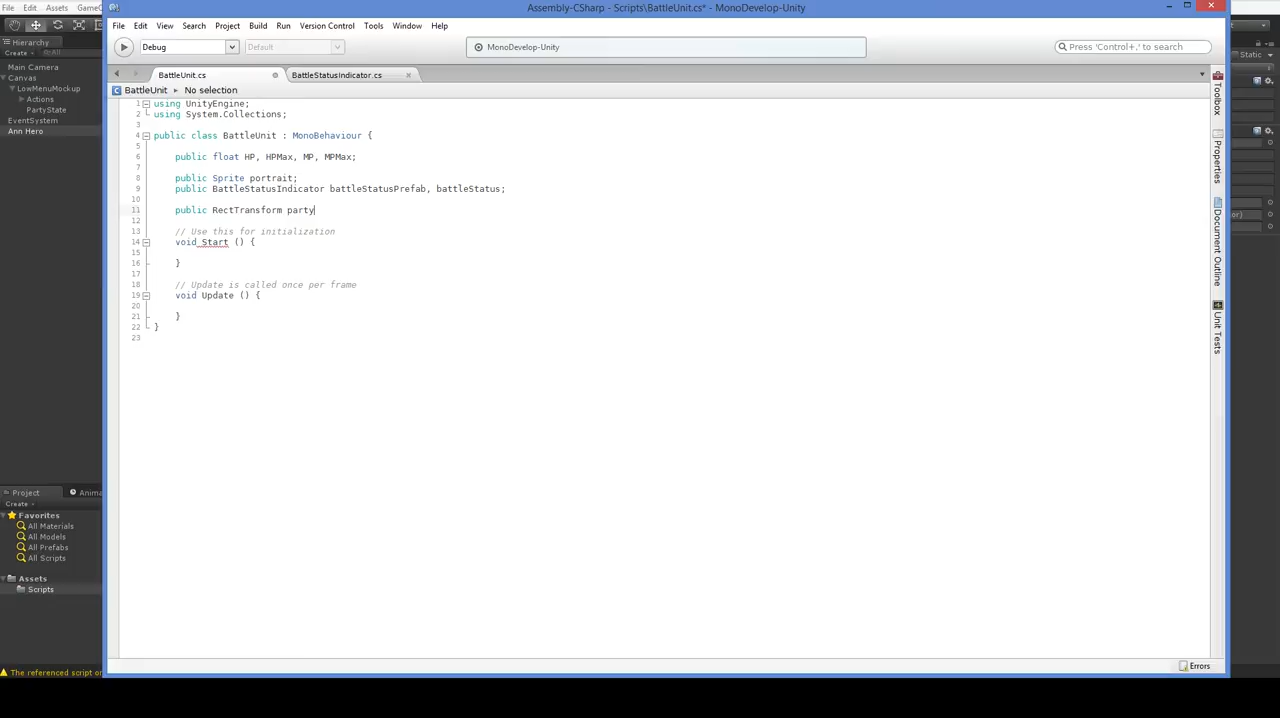 Assembly-CSharp - Scripts\BattleUnit.cs* - MonoDevelop-Unity
File Edit Assets
File Edit View Search Project Build Run Version Control Tools Window Help
Debug
Default
MonoDevelop-Unity
Press 'Control+,' to search
Hierarchy
Create All
Static
BattleUnit.cs
BattleStatusIndicator.cs
Main Camera
Canvas
LowMenuMockup
Actions
PartyState
EventSystem
Ann Hero
BattleUnit ▸ No selection
1 using UnityEngine;
2 using System.Collections;
3
4 public class BattleUnit : MonoBehaviour {
5
6 public float HP, HPMax, MP, MPMax;
7
8 public Sprite portrait;
9 public BattleStatusIndicator battleStatusPrefab, battleStatus;
10
11 public RectTransform party
12
13 // Use this for initialization
14 void Start () {
15
16 }
17
18 // Update is called once per frame
19 void Update () {
20
21 }
22 }
23
Toolbox
Properties
Document Outline
Unit Tests
Project
Anima
Create
Favorites
All Materials
All Models
All Prefabs
All Scripts
Assets
Scripts
The referenced script or
Errors